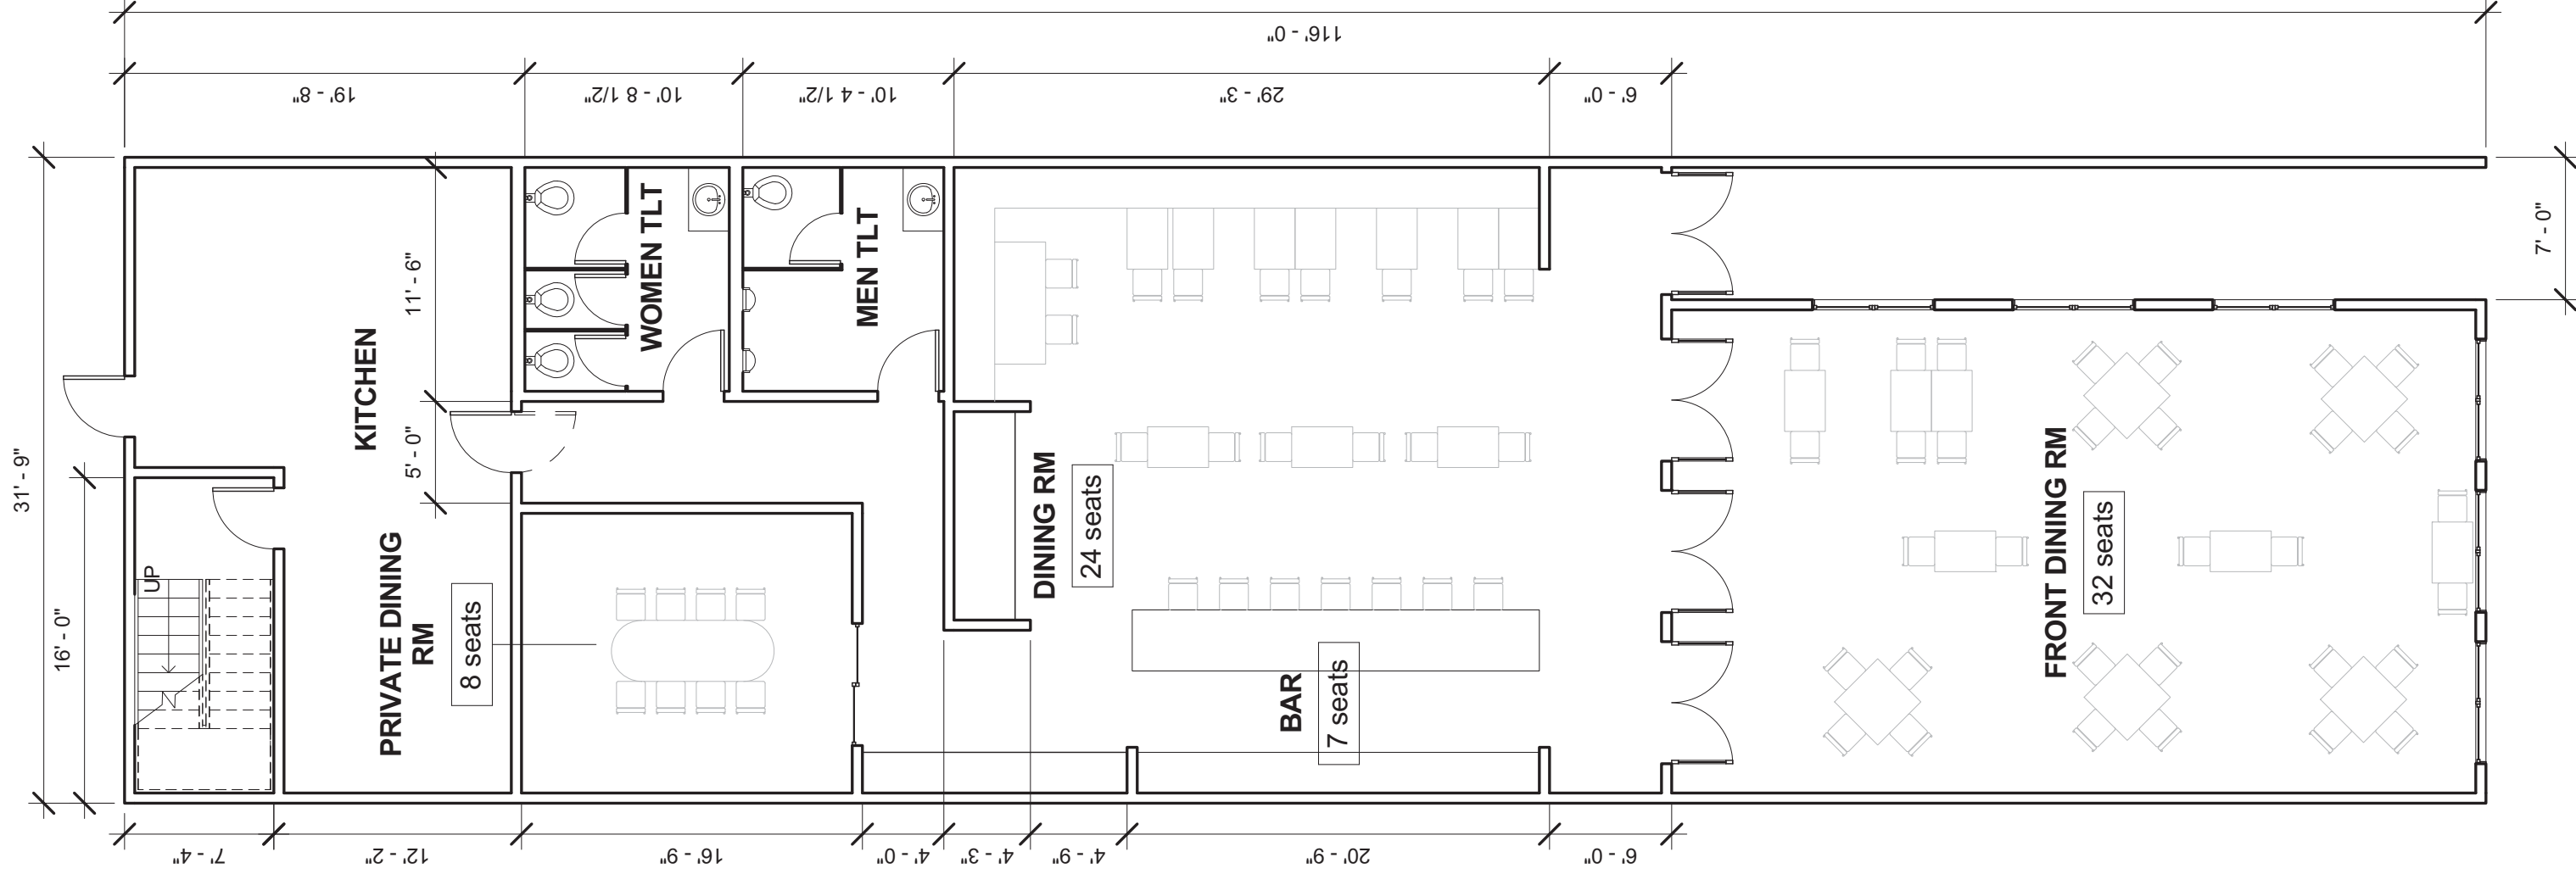 116' - 0"
19' - 8"
10' - 8 1/2"
10' - 4 1/2"
29' - 3"
6' - 0"
31' - 9"
16' - 0"
11' - 6"
5' - 0"
7' - 0"
KITCHEN
WOMEN TLT
MEN TLT
UP
PRIVATE DINING
RM
8 seats
DINING RM
24 seats
BAR
7 seats
FRONT DINING RM
32 seats
7' - 4"
12' - 2"
16' - 9"
4' - 0"
4' - 3"
4' - 9"
20' - 9"
6' - 0"